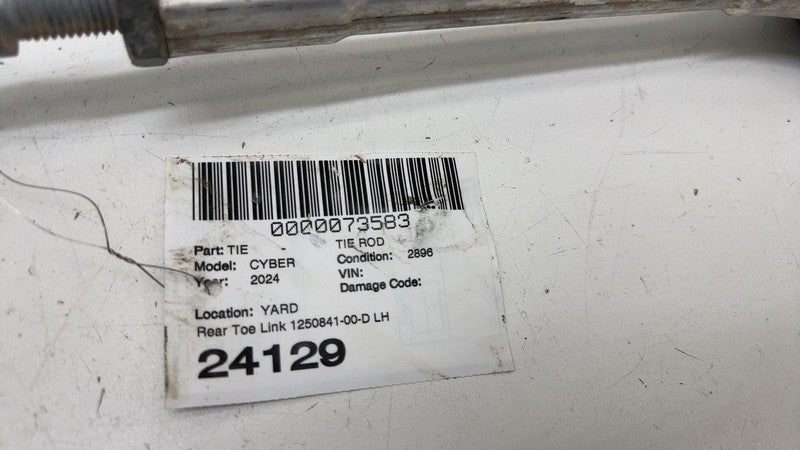 0000073583
Part: TIE - TIE ROD
Model: CYBER Condition: 2896
Year: 2024 VIN:
Damage Code:
Location: YARD
Rear Toe Link 1250841-00-D LH
24129